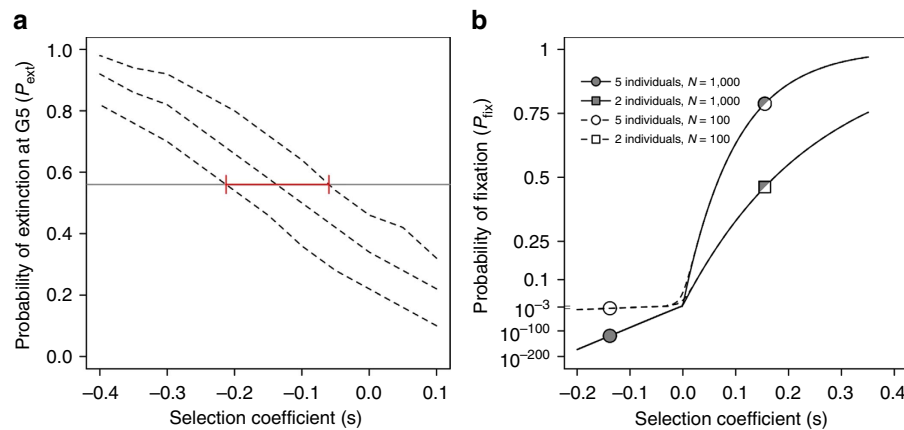 a
Probability of extinction at G5 (Pext)
1.0
0.8
0.6
0.4
0.2
0.0
−0.4 −0.3 −0.2 −0.1 0.0 0.1
Selection coefficient (s)
b
Probability of fixation (Pfix)
1
0.75
0.5
0.25
0.1
10−3
10−100
10−200
5 individuals, N = 1,000
2 individuals, N = 1,000
5 individuals, N = 100
2 individuals, N = 100
−0.2 −0.1 0.0 0.1 0.2 0.3 0.4
Selection coefficient (s)